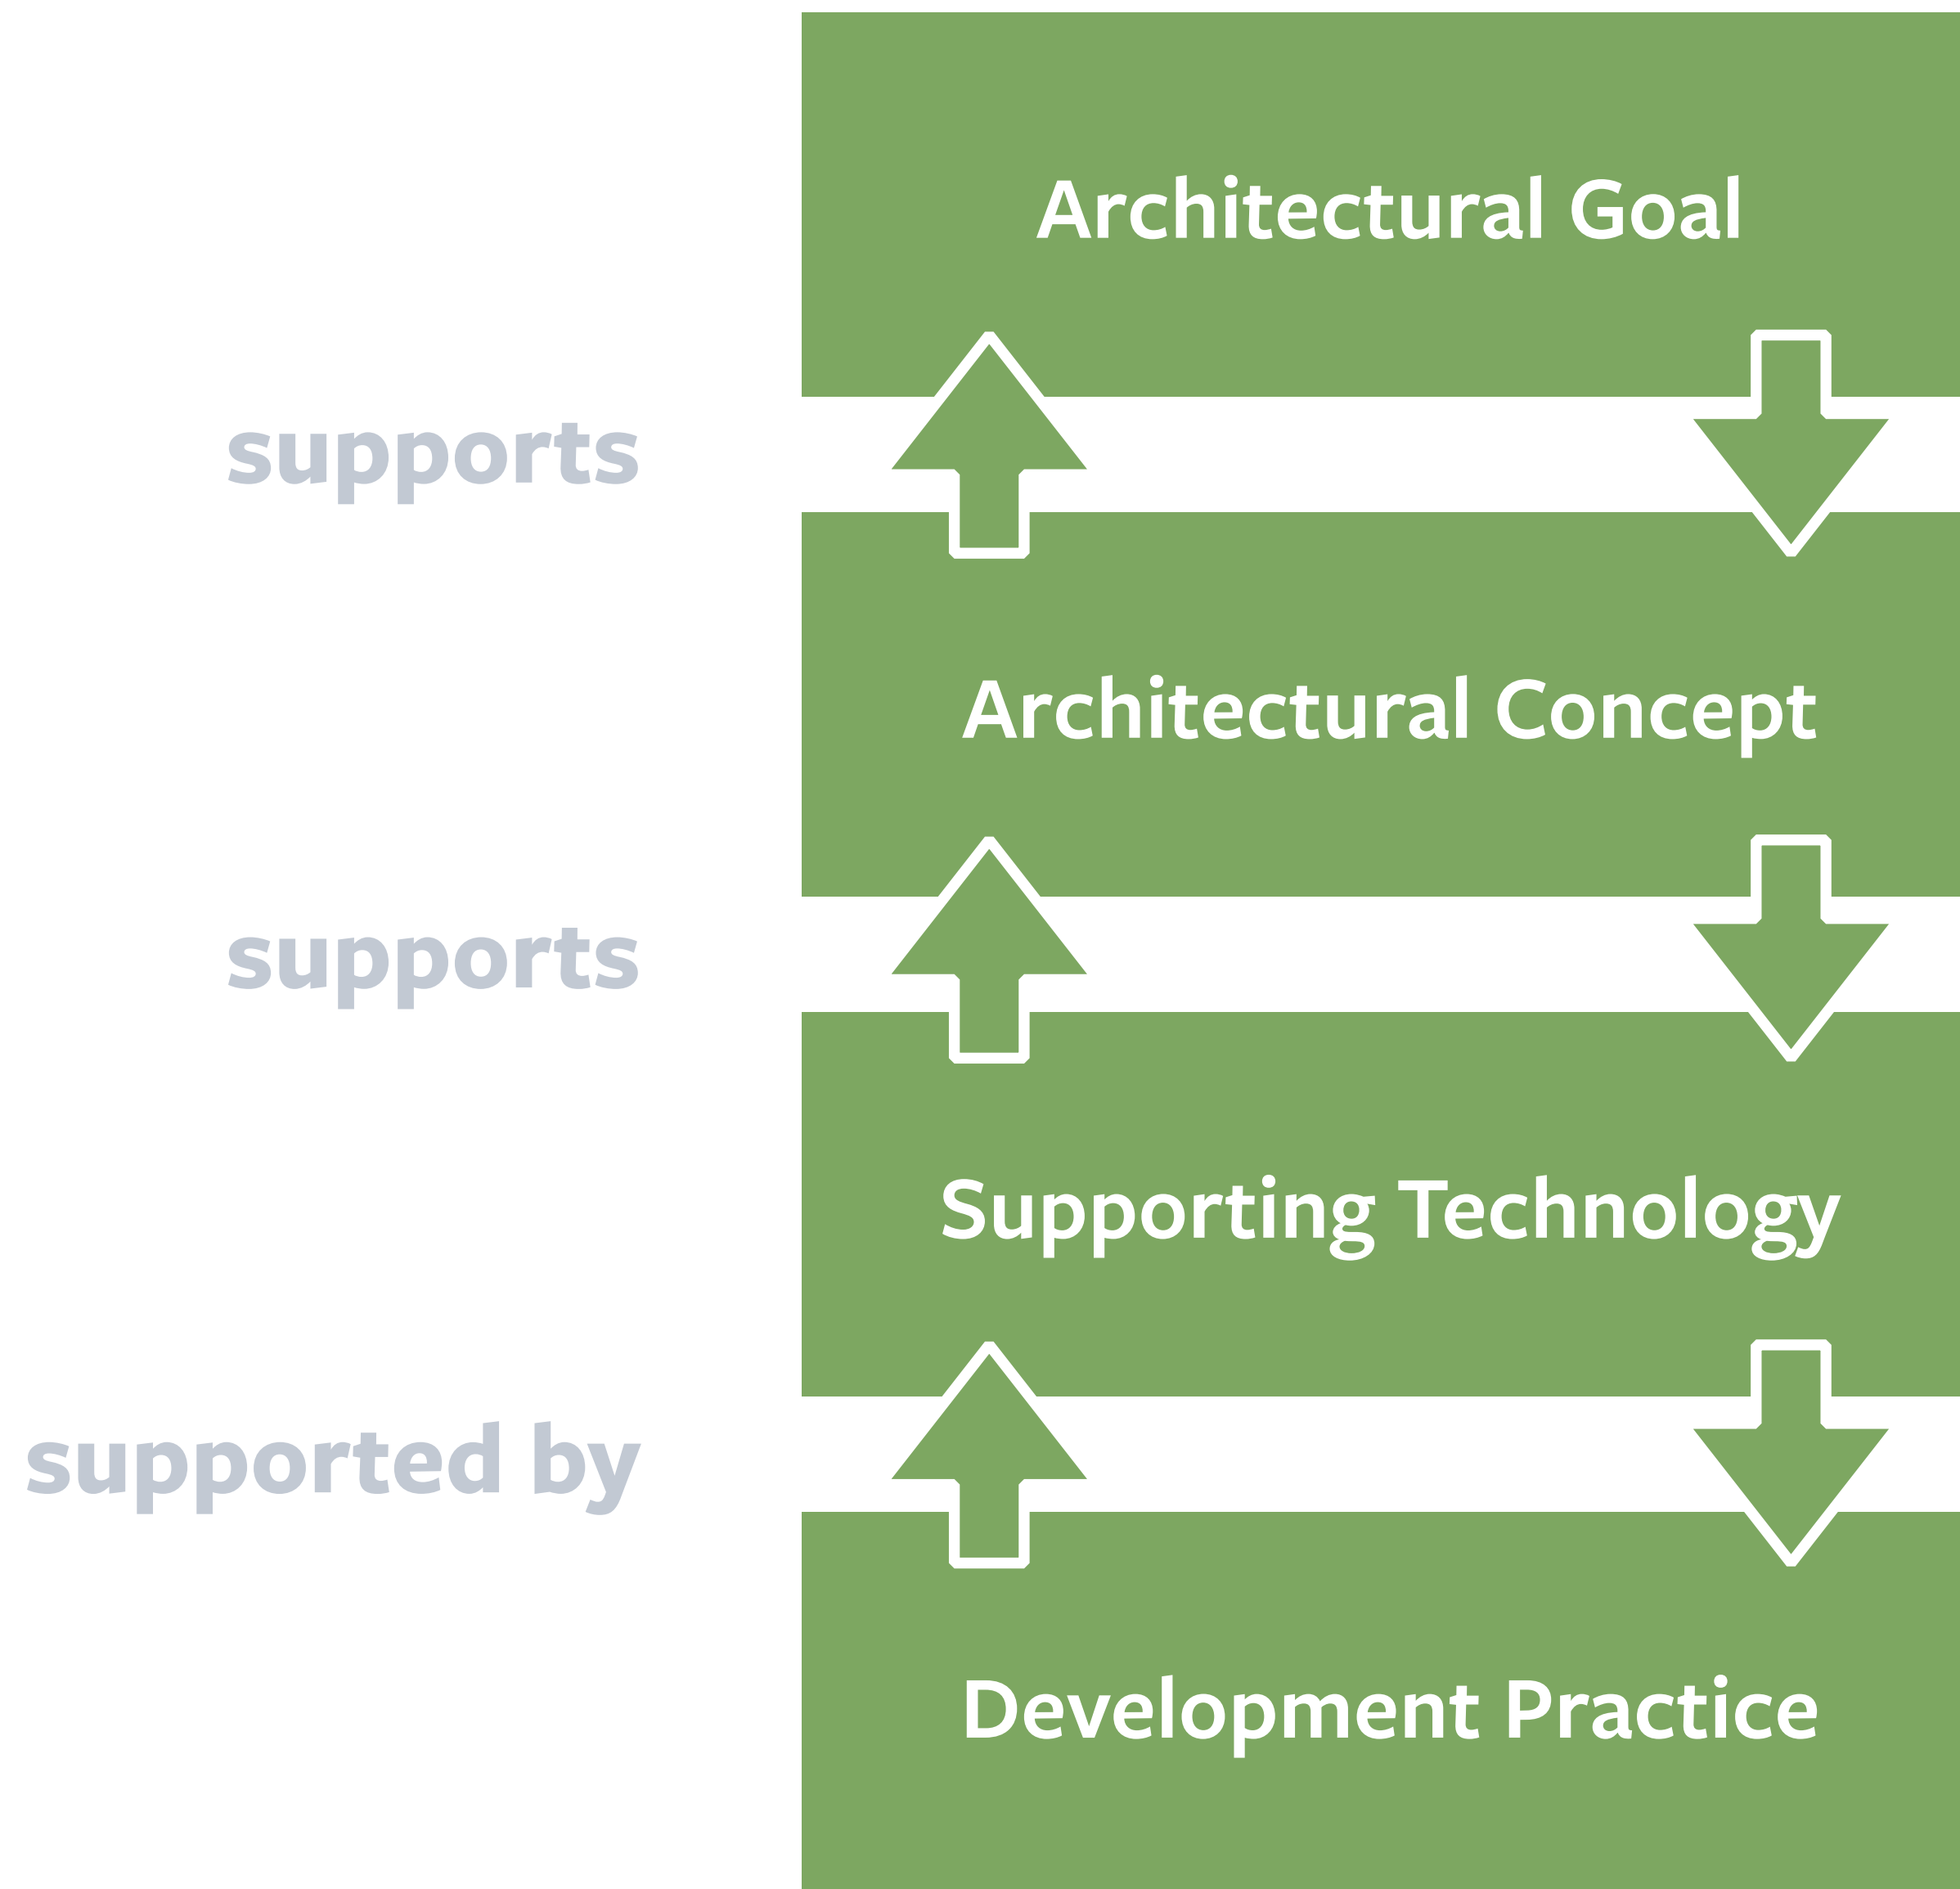 Architectural Goal
supports
Architectural Concept
supports
Supporting Technology
supported by
Development Practice